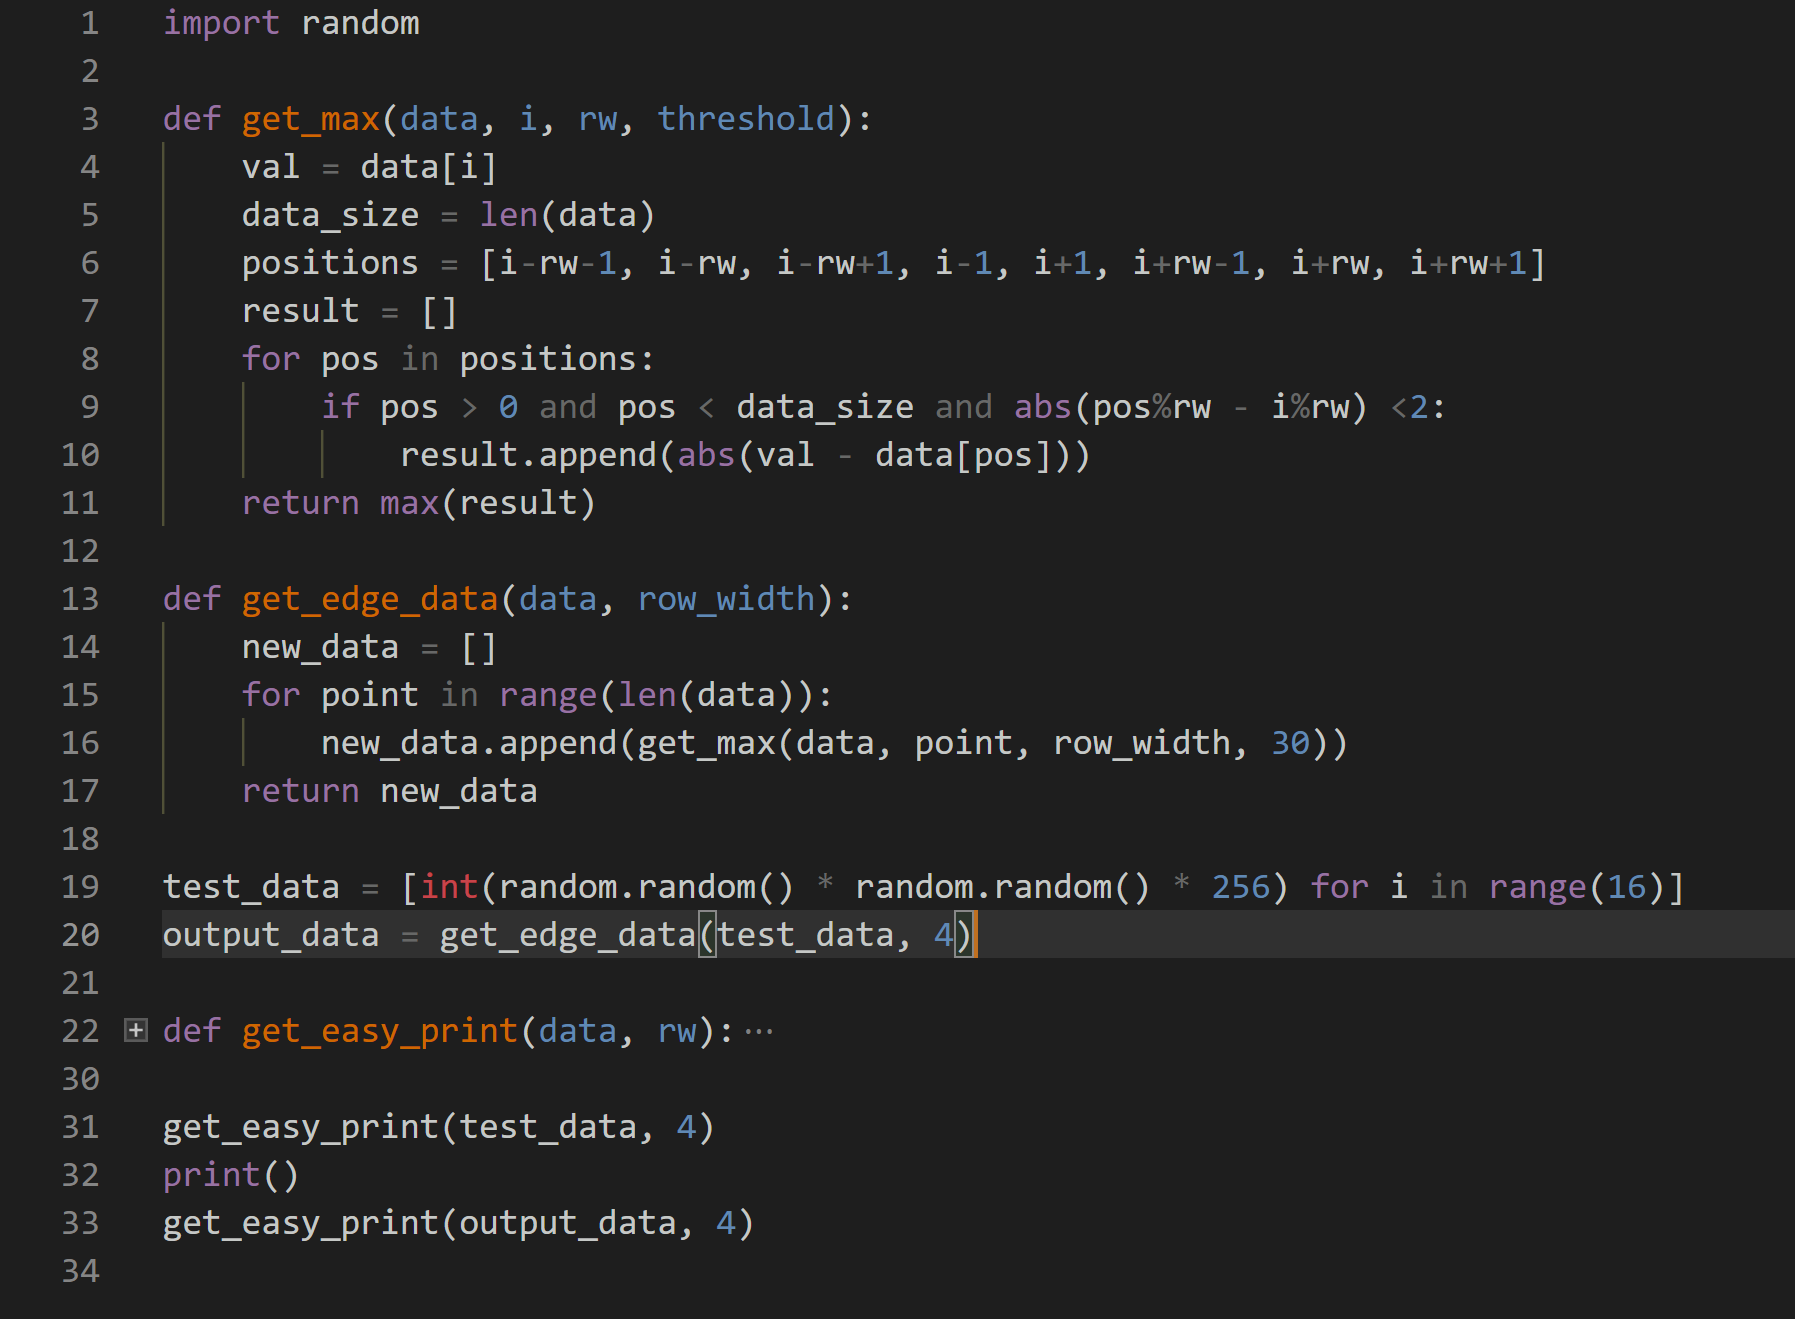 1 import random
2
3 def get_max(data, i, rw, threshold):
4     val = data[i]
5     data_size = len(data)
6     positions = [i-rw-1, i-rw, i-rw+1, i-1, i+1, i+rw-1, i+rw, i+rw+1]
7     result = []
8     for pos in positions:
9         if pos > 0 and pos < data_size and abs(pos%rw - i%rw) <2:
10             result.append(abs(val - data[pos]))
11     return max(result)
12
13 def get_edge_data(data, row_width):
14     new_data = []
15     for point in range(len(data)):
16         new_data.append(get_max(data, point, row_width, 30))
17     return new_data
18
19 test_data = [int(random.random() * random.random() * 256) for i in range(16)]
20 output_data = get_edge_data(test_data, 4)
21
22 def get_easy_print(data, rw):···
30
31 get_easy_print(test_data, 4)
32 print()
33 get_easy_print(output_data, 4)
34